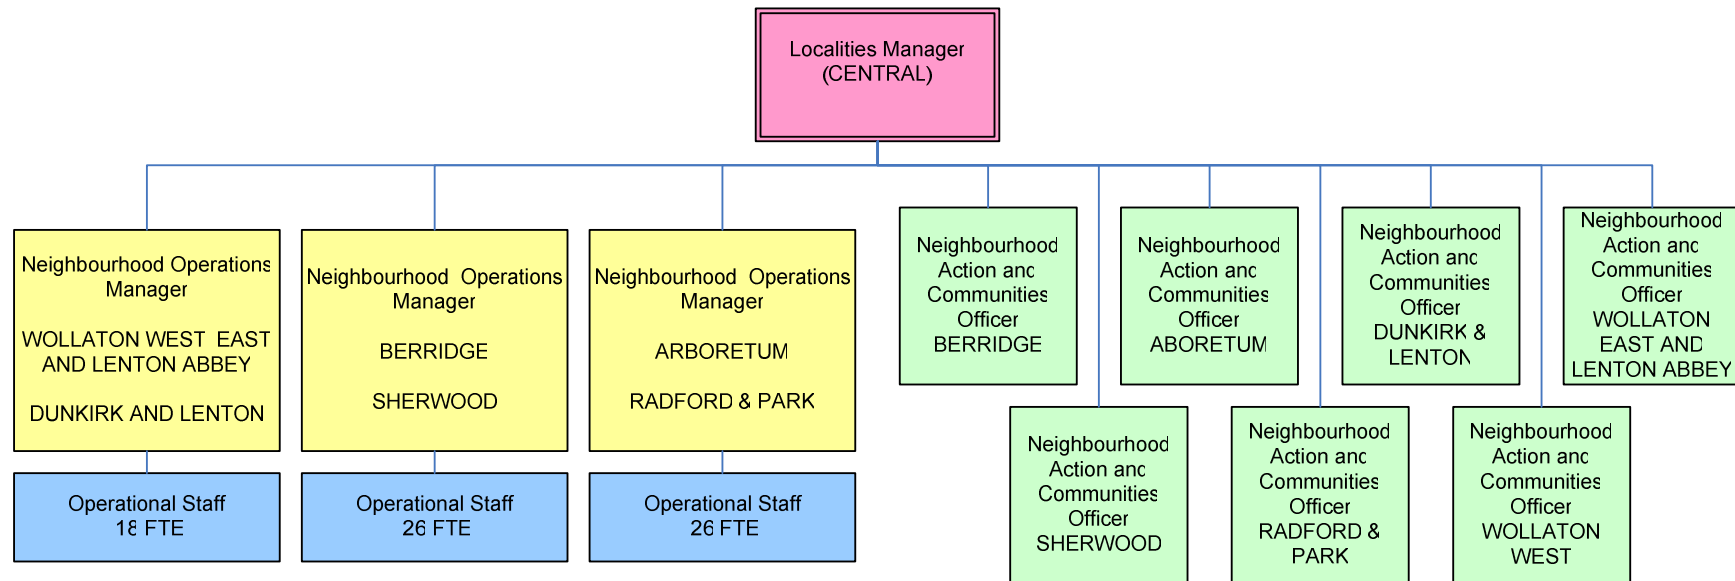 Localities Manager
(CENTRAL)
Neighbourhood Operations
Manager
WOLLATON WEST EAST
AND LENTON ABBEY
DUNKIRK AND LENTON
Neighbourhood Operations
Manager
BERRIDGE
SHERWOOD
Neighbourhood Operations
Manager
ARBORETUM
RADFORD & PARK
Operational Staff
18 FTE
Operational Staff
26 FTE
Operational Staff
26 FTE
Neighbourhood
Action and
Communities
Officer
BERRIDGE
Neighbourhood
Action and
Communities
Officer
ABORETUM
Neighbourhood
Action and
Communities
Officer
DUNKIRK &
LENTON
Neighbourhood
Action and
Communities
Officer
WOLLATON
EAST AND
LENTON ABBEY
Neighbourhood
Action and
Communities
Officer
SHERWOOD
Neighbourhood
Action and
Communities
Officer
RADFORD &
PARK
Neighbourhood
Action and
Communities
Officer
WOLLATON
WEST